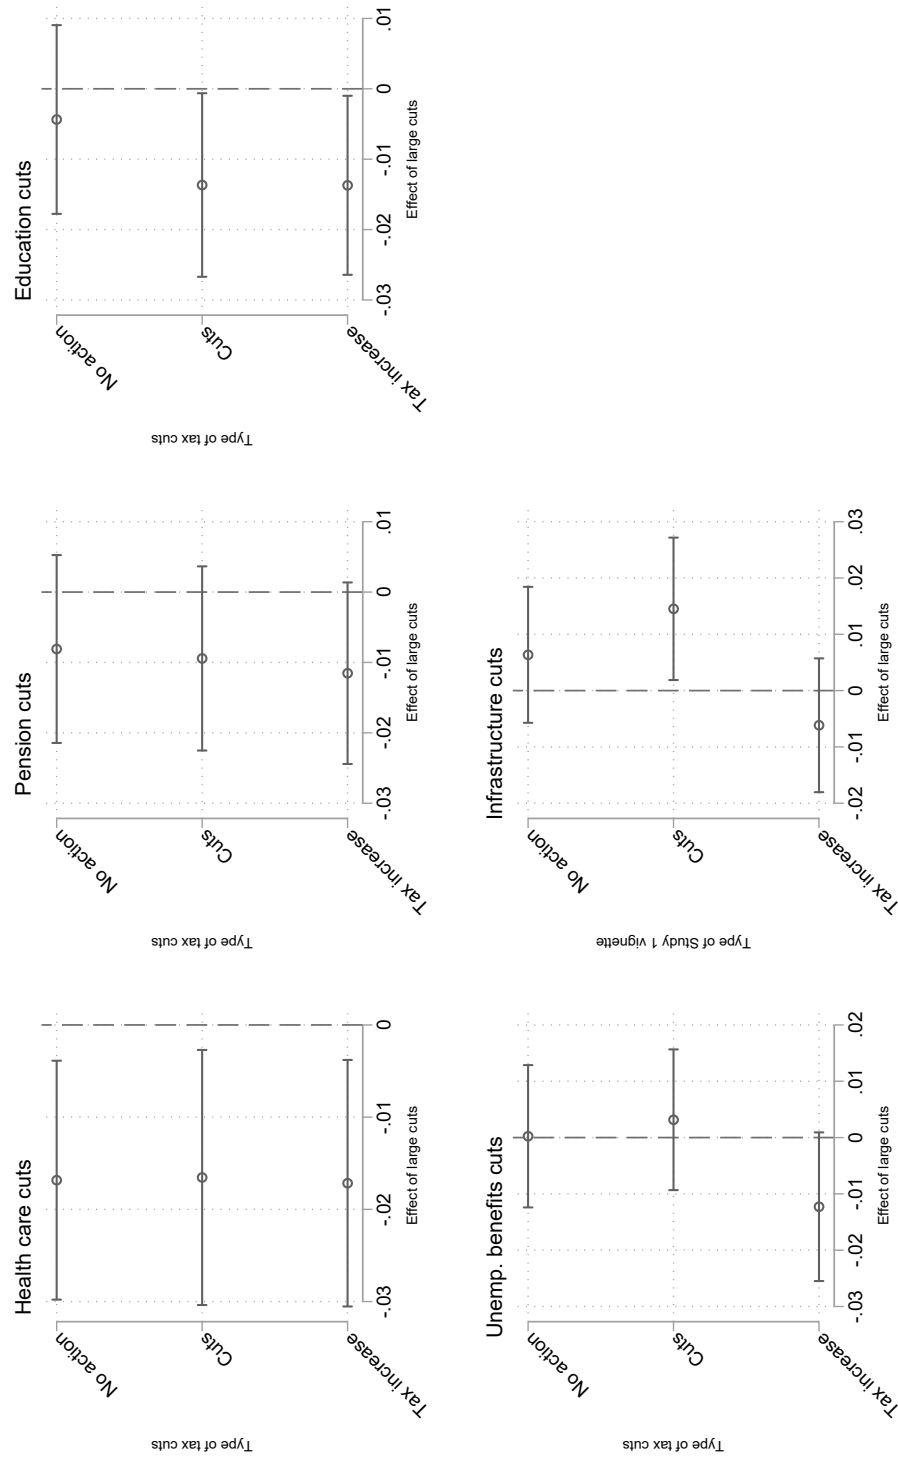 Health care cuts
Type of tax cuts
No action
Cuts
Tax increase
-.03
-.02
-.01
0
Effect of large cuts
Pension cuts
Type of tax cuts
No action
Cuts
Tax increase
-.03
-.02
-.01
0
.01
Effect of large cuts
Education cuts
Type of tax cuts
No action
Cuts
Tax increase
-.03
-.02
-.01
0
.01
Effect of large cuts
Unemp. benefits cuts
Type of tax cuts
No action
Cuts
Tax increase
-.03
-.02
-.01
0
.01
.02
Effect of large cuts
Infrastructure cuts
Type of Study 1 vignette
No action
Cuts
Tax increase
-.02
-.01
0
.01
.02
.03
Effect of large cuts